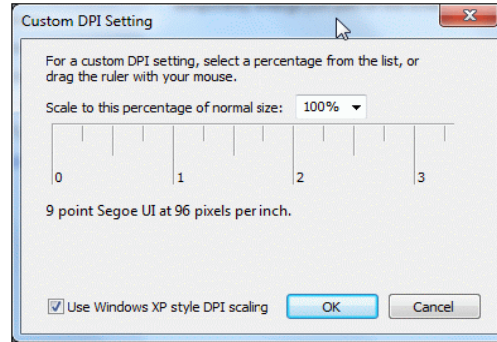 Custom DPI Setting
For a custom DPI setting, select a percentage from the list, or
drag the ruler with your mouse.
Scale to this percentage of normal size: 100%
0 1 2 3
9 point Segoe UI at 96 pixels per inch.
Use Windows XP style DPI scaling OK Cancel